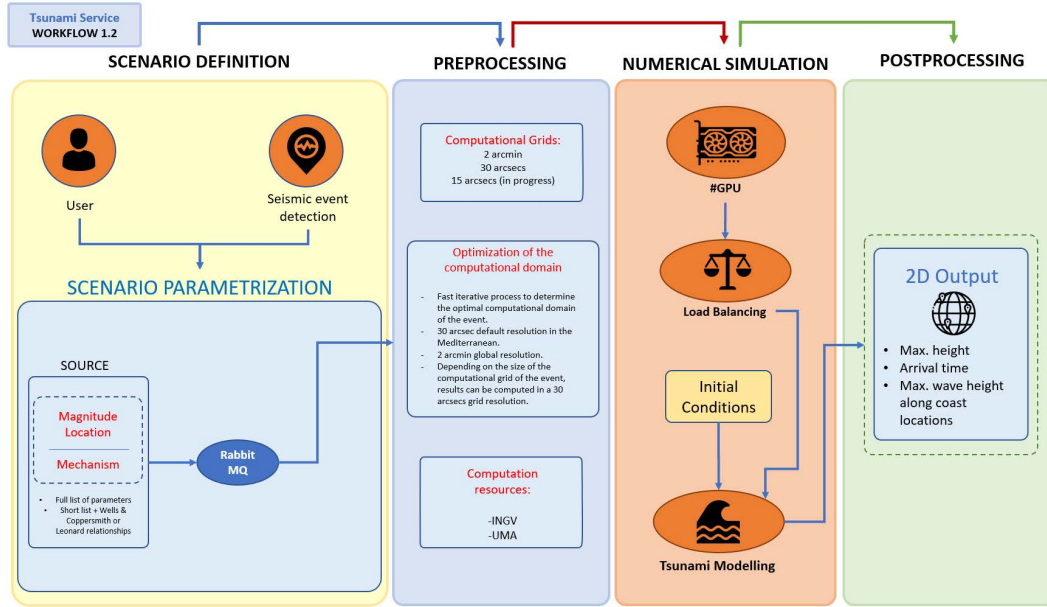 Tsunami Service
WORKFLOW 1.2
SCENARIO DEFINITION
PREPROCESSING
NUMERICAL SIMULATION
POSTPROCESSING
User
Seismic event
detection
SCENARIO PARAMETRIZATION
SOURCE
Magnitude
Location
Mechanism
• Full list of parameters
• Short list + Wells &
Coppersmith or
Leonard relationships
Rabbit
MQ
Computational Grids:
2 arcmin
30 arcsecs
15 arcsecs (in progress)
Optimization of the
computational domain
- Fast iterative process to determine
the optimal computational domain
of the event.
- 30 arcsec default resolution in the
Mediterranean.
- 2 arcmin global resolution.
- Depending on the size of the
computational grid of the event,
results can be computed in a 30
arcsecs grid resolution.
Computation
resources:
-INGV
-UMA
#GPU
Load Balancing
Initial
Conditions
Tsunami Modelling
2D Output
• Max. height
• Arrival time
• Max. wave height
along coast
locations